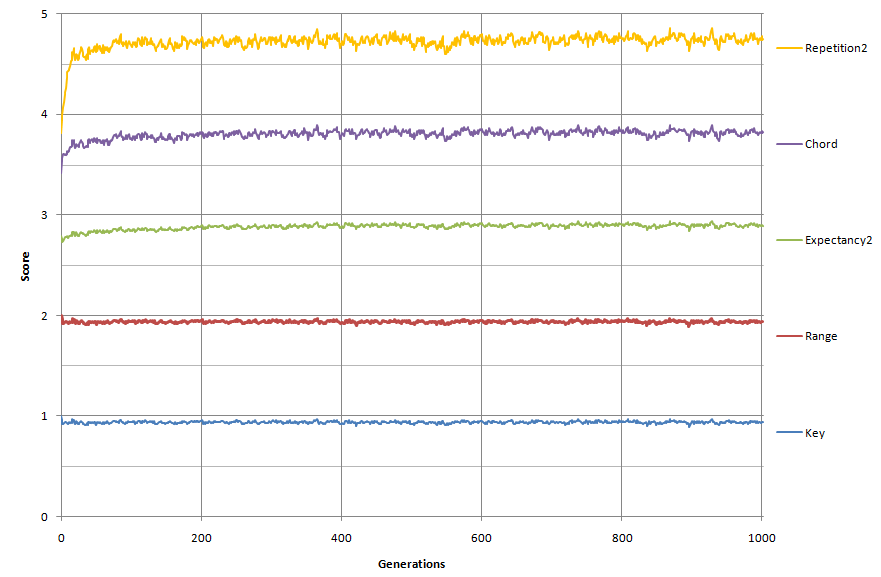 5
4
3
2
1
0
Score
0 200 400 600 800 1000
Generations
Repetition2
Chord
Expectancy2
Range
Key